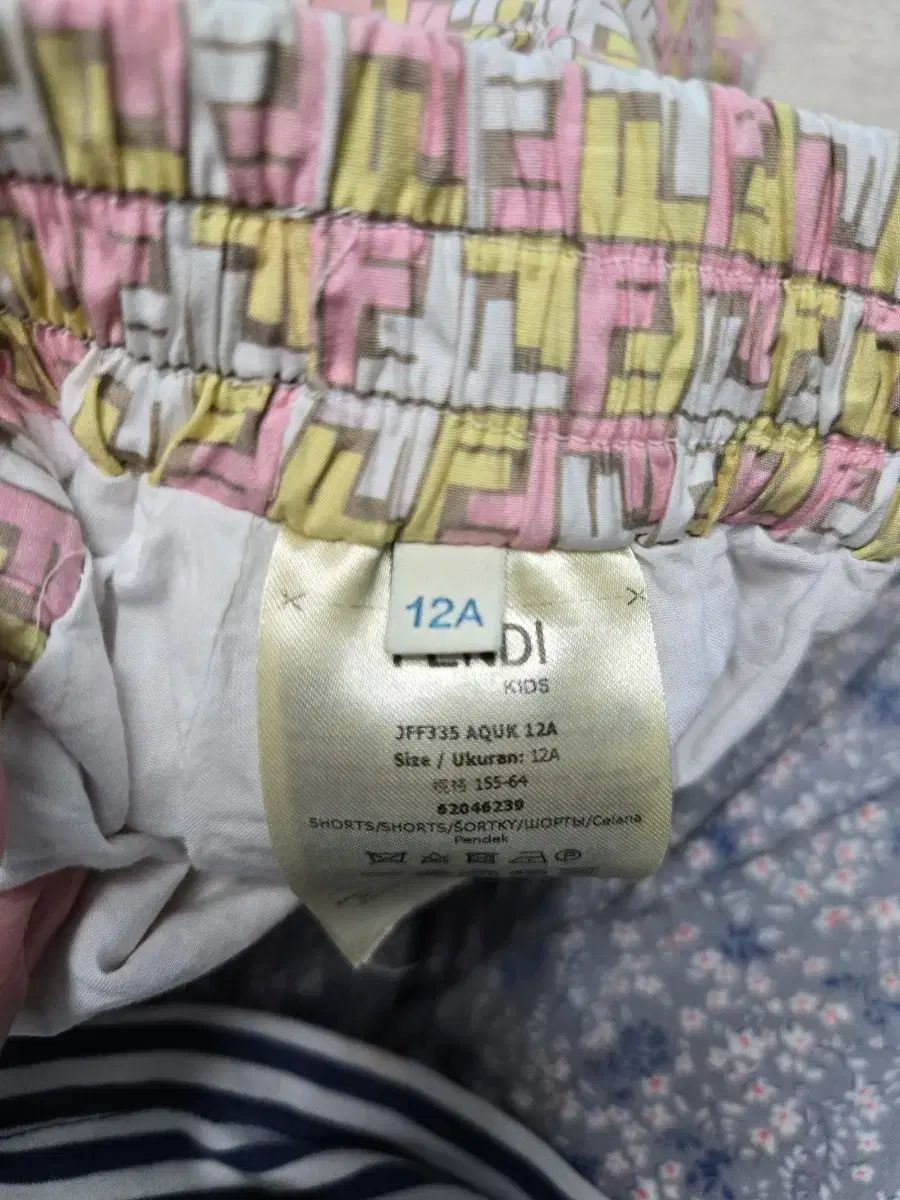 12A
FENDI
KIDS
JFF335 AQUK 12A
Size / Ukuran: 12A
规格 155-64
62046239
SHORTS/SHORTS/ŠORTKY/ШОРТЫ/Celana
Pendek